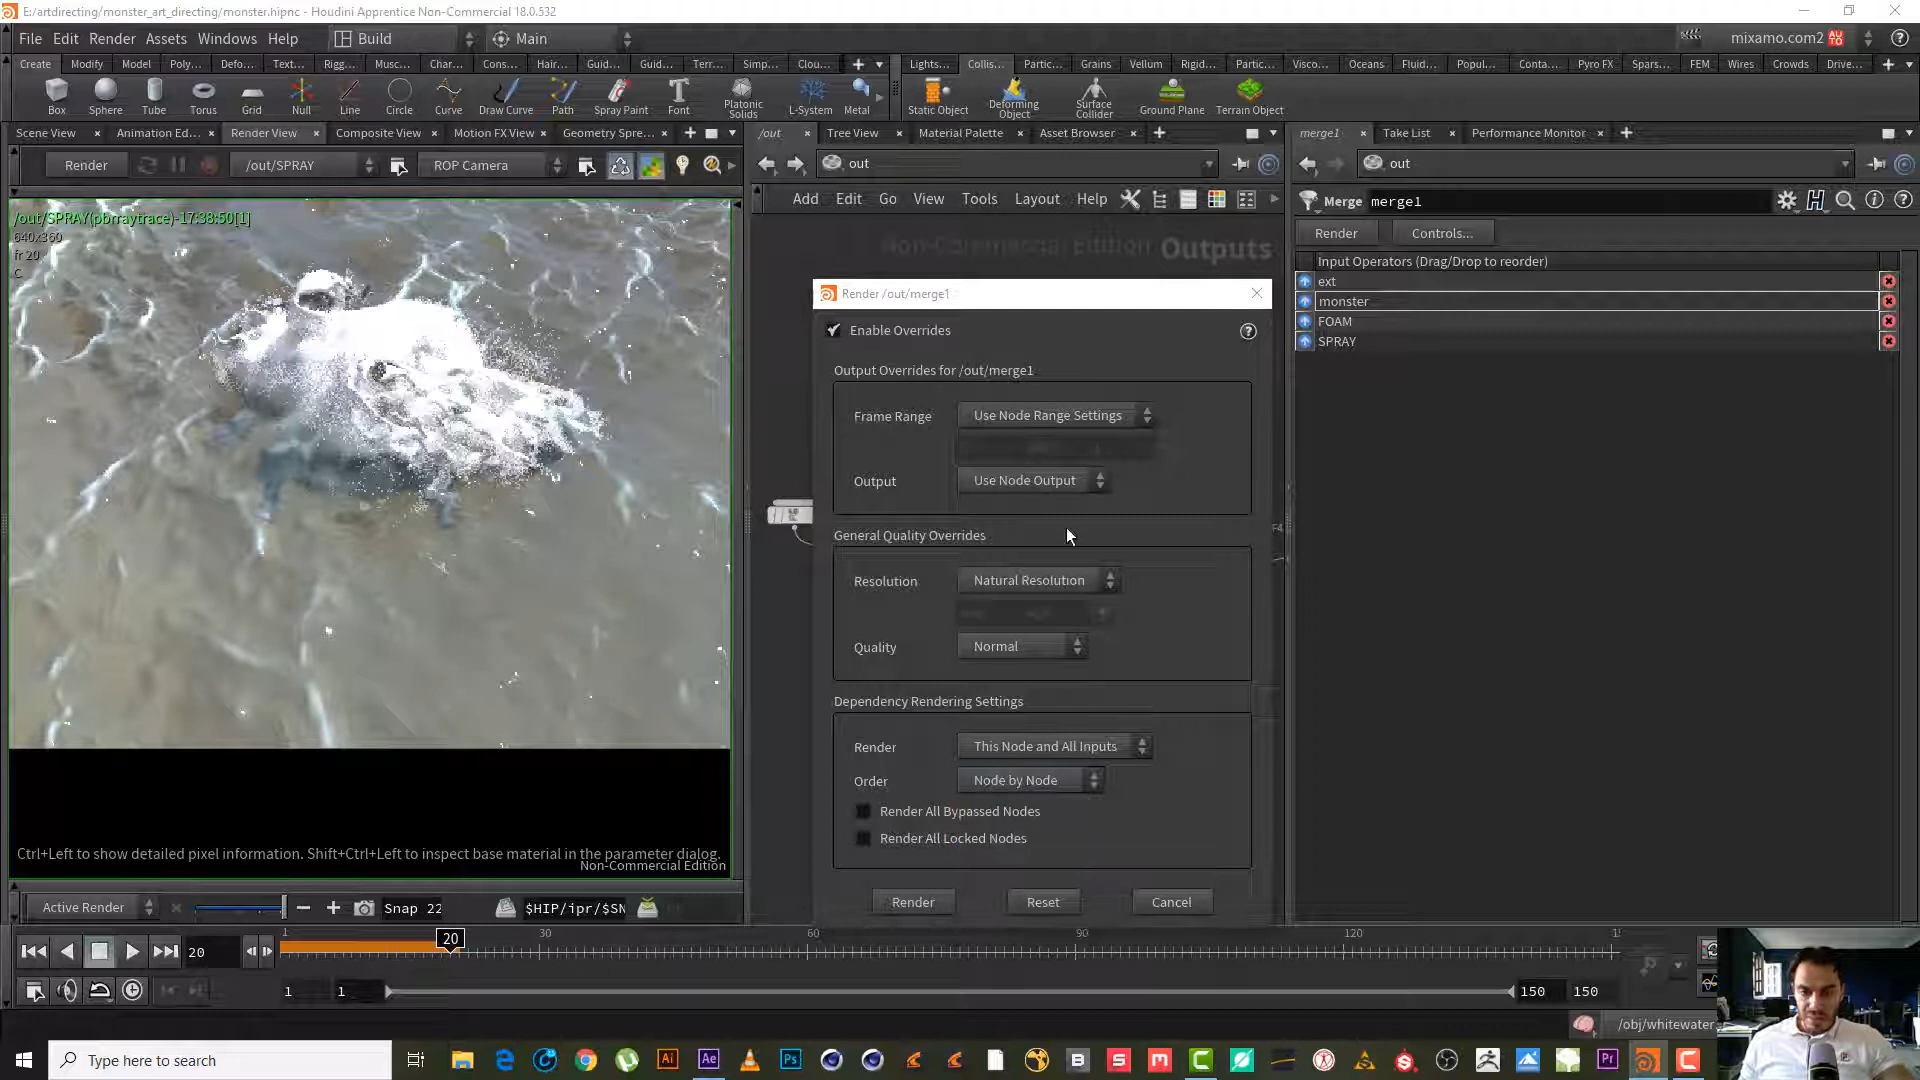 E:/artdirecting/monster_art_directing/monster.hipnc - Houdini Apprentice Non-Commercial 18.0.532
File Edit Render Assets Windows Help Build Main mixamo.com2 AUTO
Create Modify Model Poly... Defo... Text... Rigg... Musc... Char... Cons... Hair... Guid... Guid... Terr... Simp... Clou... Lights... Collis... Partic... Grains Vellum Rigid... Partic... Visco... Oceans Fluid... Popul... Conta... Pyro FX Spars... FEM Wires Crowds Drive...
Box Sphere Tube Torus Grid Null Line Circle Curve Draw Curve Path Spray Paint Font Platonic Solids L-System Metal Static Object Deforming Object Surface Collider Ground Plane Terrain Object
Scene View Animation Ed... Render View Composite View Motion FX View Geometry Spre... /out Tree View Material Palette Asset Browser merge1 Take List Performance Monitor
Render /out/SPRAY ROP Camera out out
Add Edit Go View Tools Layout Help Merge merge1
/out/SPRAY(pbrraytrace)-17:38:50[1]
640x360
fr 20
C
Non-Commercial Edition Outputs
Render Controls...
Input Operators (Drag/Drop to reorder)
ext
monster
FOAM
SPRAY
Render /out/merge1
Enable Overrides
Output Overrides for /out/merge1
Frame Range Use Node Range Settings
Output Use Node Output
General Quality Overrides
Resolution Natural Resolution
Quality Normal
Dependency Rendering Settings
Render This Node and All Inputs
Order Node by Node
Render All Bypassed Nodes
Render All Locked Nodes
Render Reset Cancel
Ctrl+Left to show detailed pixel information. Shift+Ctrl+Left to inspect base material in the parameter dialog.
Non-Commercial Edition
Active Render Snap 22 $HIP/ipr/$SN
1 20 30 60 90 120
20
1 1 150 150
/obj/whitewater
Type here to search